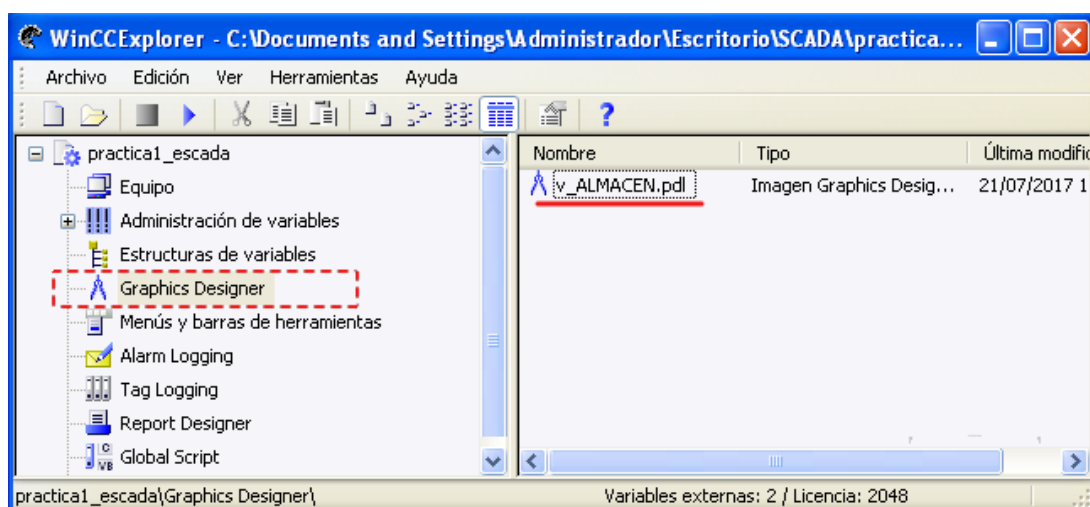 WinCCExplorer - C:\Documents and Settings\Administrador\Escritorio\SCADA\practica...
Archivo Edición Ver Herramientas Ayuda
practica1_escada
Equipo
Administración de variables
Estructuras de variables
Graphics Designer
Menús y barras de herramientas
Alarm Logging
Tag Logging
Report Designer
Global Script
Nombre Tipo Última modific
v_ALMACEN.pdl Imagen Graphics Desig... 21/07/2017 1
practica1_escada\Graphics Designer\ Variables externas: 2 / Licencia: 2048